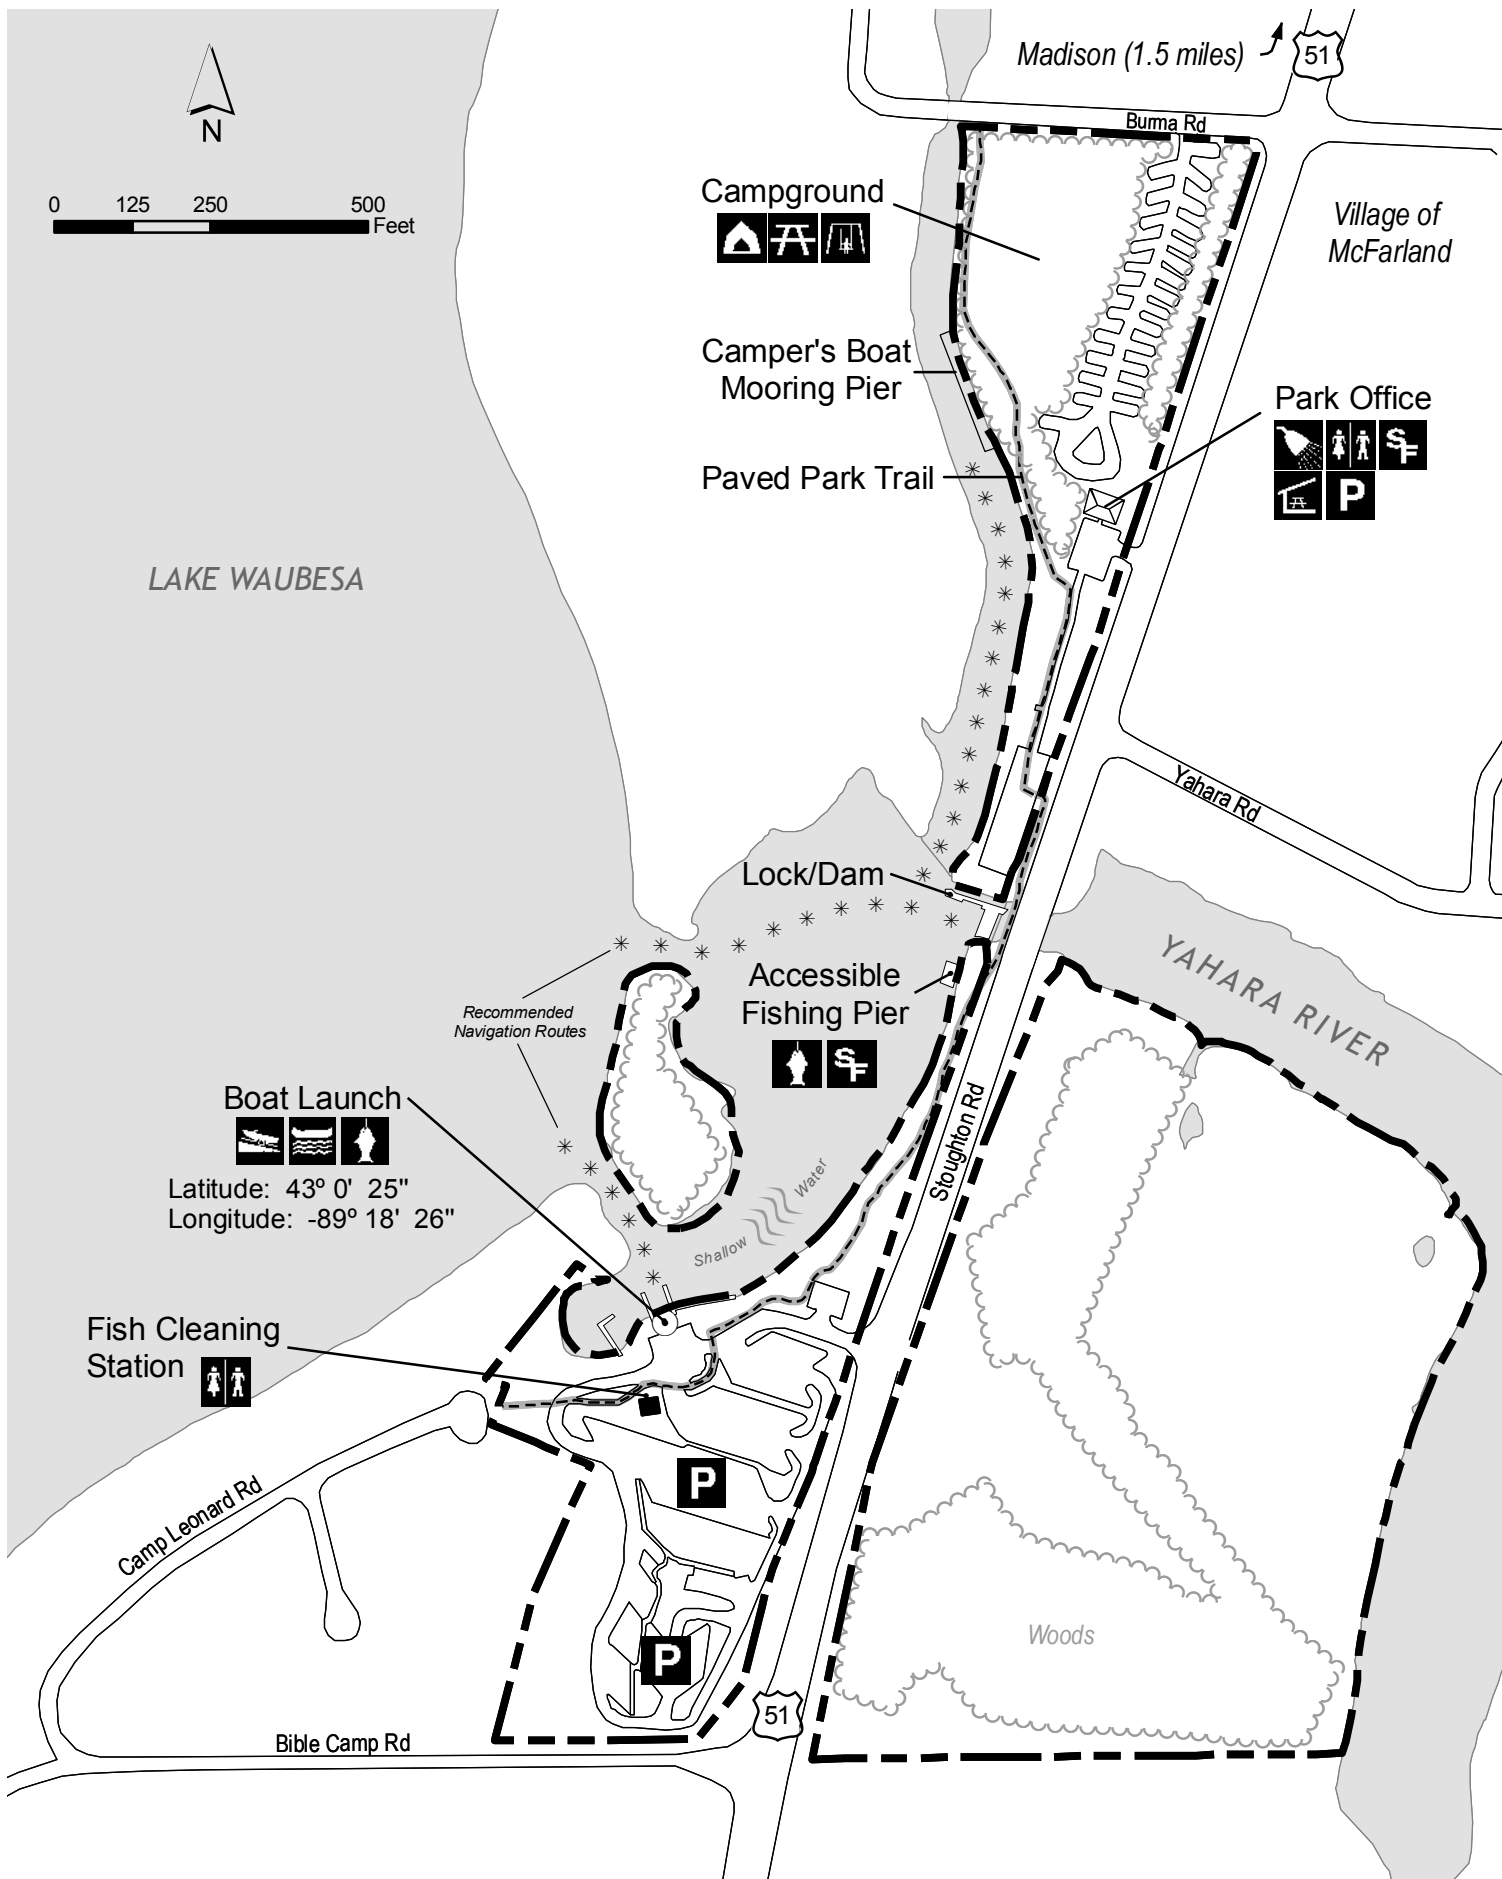 Madison (1.5 miles)
51
N
Burma Rd
0 125 250 500
Feet
Campground
Village of
McFarland
Camper's Boat
Mooring Pier
Park Office
SF
P
Paved Park Trail
LAKE WAUBESA
Yahara Rd
Lock/Dam
YAHARA RIVER
Accessible
Fishing Pier
SF
Recommended
Navigation Routes
Boat Launch
Latitude: 43º 0' 25"
Longitude: -89º 18' 26"
Stoughton Rd
Shallow Water
Fish Cleaning
Station
P
Camp Leonard Rd
Woods
P
51
Bible Camp Rd